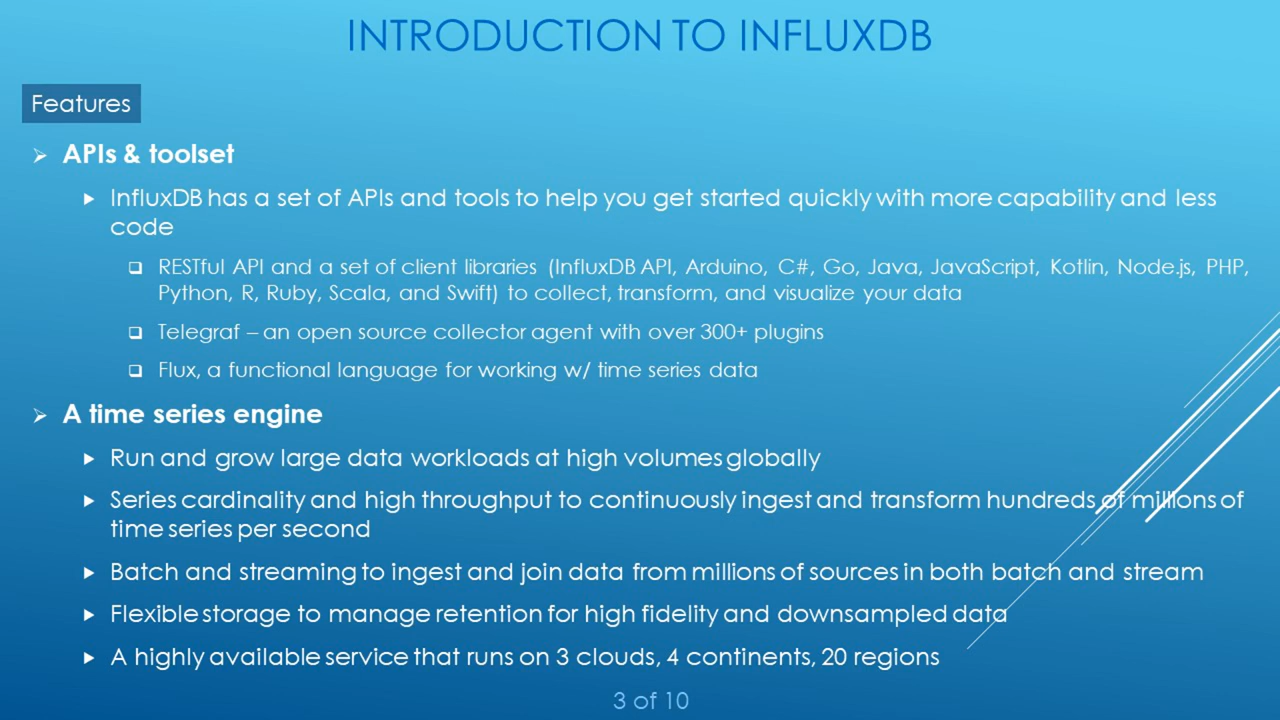 INTRODUCTION TO INFLUXDB
Features
APIs & toolset
InfluxDB has a set of APIs and tools to help you get started quickly with more capability and less
code
RESTful API and a set of client libraries (InfluxDB API, Arduino, C#, Go, Java, JavaScript, Kotlin, Node.js, PHP,
Python, R, Ruby, Scala, and Swift) to collect, transform, and visualize your data
Telegraf – an open source collector agent with over 300+ plugins
Flux, a functional language for working w/ time series data
A time series engine
Run and grow large data workloads at high volumes globally
Series cardinality and high throughput to continuously ingest and transform hundreds of millions of
time series per second
Batch and streaming to ingest and join data from millions of sources in both batch and stream
Flexible storage to manage retention for high fidelity and downsampled data
A highly available service that runs on 3 clouds, 4 continents, 20 regions
3 of 10